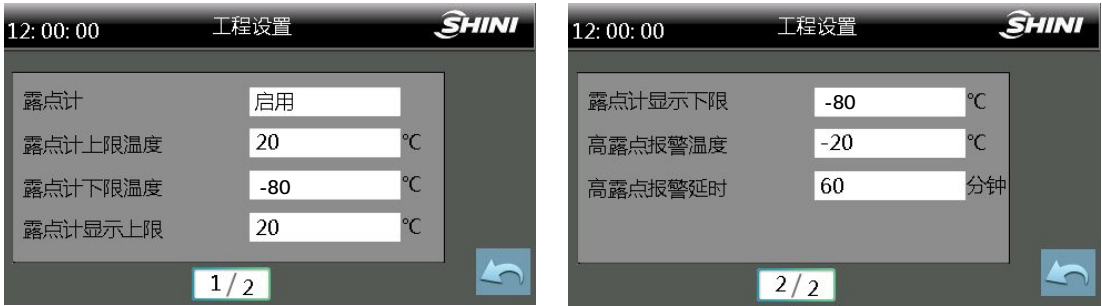 12: 00: 00 工程设置 SHINI
露点计 启用
露点计上限温度 20 ℃
露点计下限温度 -80 ℃
露点计显示上限 20 ℃
1/2
12: 00: 00 工程设置 SHINI
露点计显示下限 -80 ℃
高露点报警温度 -20 ℃
高露点报警延时 60 分钟
2/2